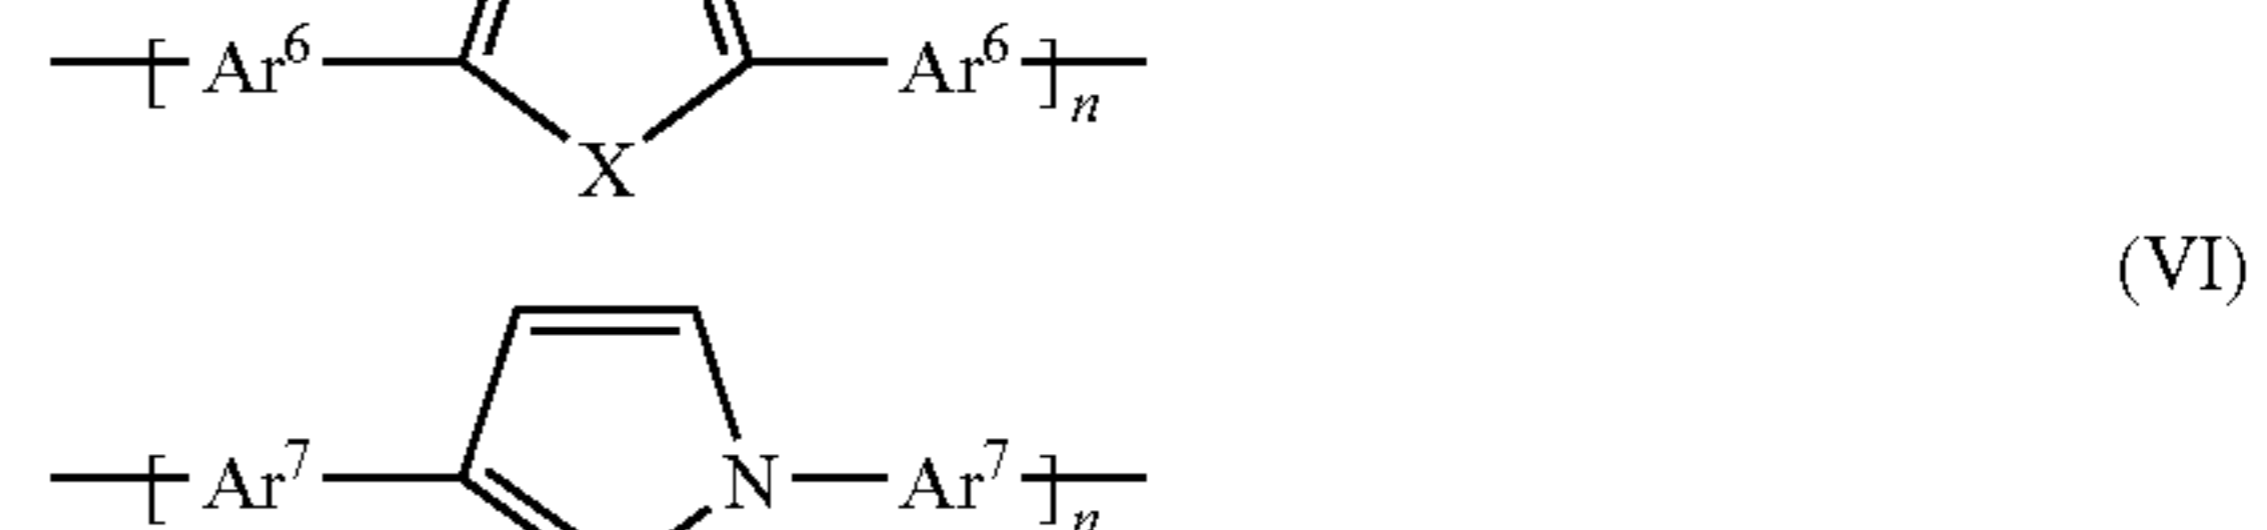 [ Ar⁶ Ar⁶ ]n
X
(VI)
[ Ar⁷ N Ar⁷ ]n